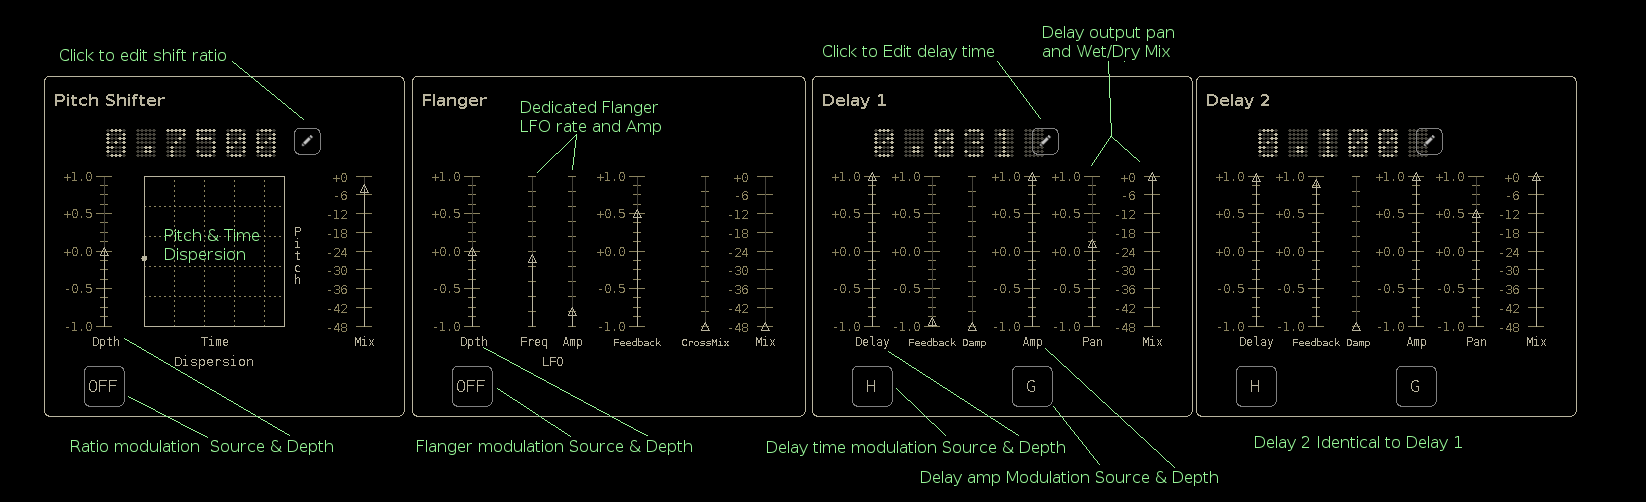 Click to edit shift ratio
Click to Edit delay time
Delay output pan
and Wet/Dry Mix
Pitch Shifter
0.7500
+1.0
+0.5
+0.0
-0.5
-1.0
Dpth
Pitch & Time
Dispersion
Pitch
Time
Dispersion
+0
-6
-12
-18
-24
-30
-36
-42
-48
Mix
OFF
Ratio modulation Source & Depth
Flanger
Dedicated Flanger
LFO rate and Amp
+1.0
+0.5
+0.0
-0.5
-1.0
Dpth
Freq Amp
LFO
+1.0
+0.5
+0.0
-0.5
-1.0
Feedback
CrossMix
+0
-6
-12
-18
-24
-30
-36
-42
-48
Mix
OFF
Flanger modulation Source & Depth
Delay 1
0.031
+1.0
+0.5
+0.0
-0.5
-1.0
Delay
+1.0
+0.5
+0.0
-0.5
-1.0
Feedback Damp
+1.0
+0.5
+0.0
-0.5
-1.0
Amp
+1.0
+0.5
+0.0
-0.5
-1.0
Pan
+0
-6
-12
-18
-24
-30
-36
-42
-48
Mix
H
G
Delay time modulation Source & Depth
Delay amp Modulation Source & Depth
Delay 2
0.100
+1.0
+0.5
+0.0
-0.5
-1.0
Delay
+1.0
+0.5
+0.0
-0.5
-1.0
Feedback Damp
+1.0
+0.5
+0.0
-0.5
-1.0
Amp
+1.0
+0.5
+0.0
-0.5
-1.0
Pan
+0
-6
-12
-18
-24
-30
-36
-42
-48
Mix
H
G
Delay 2 Identical to Delay 1